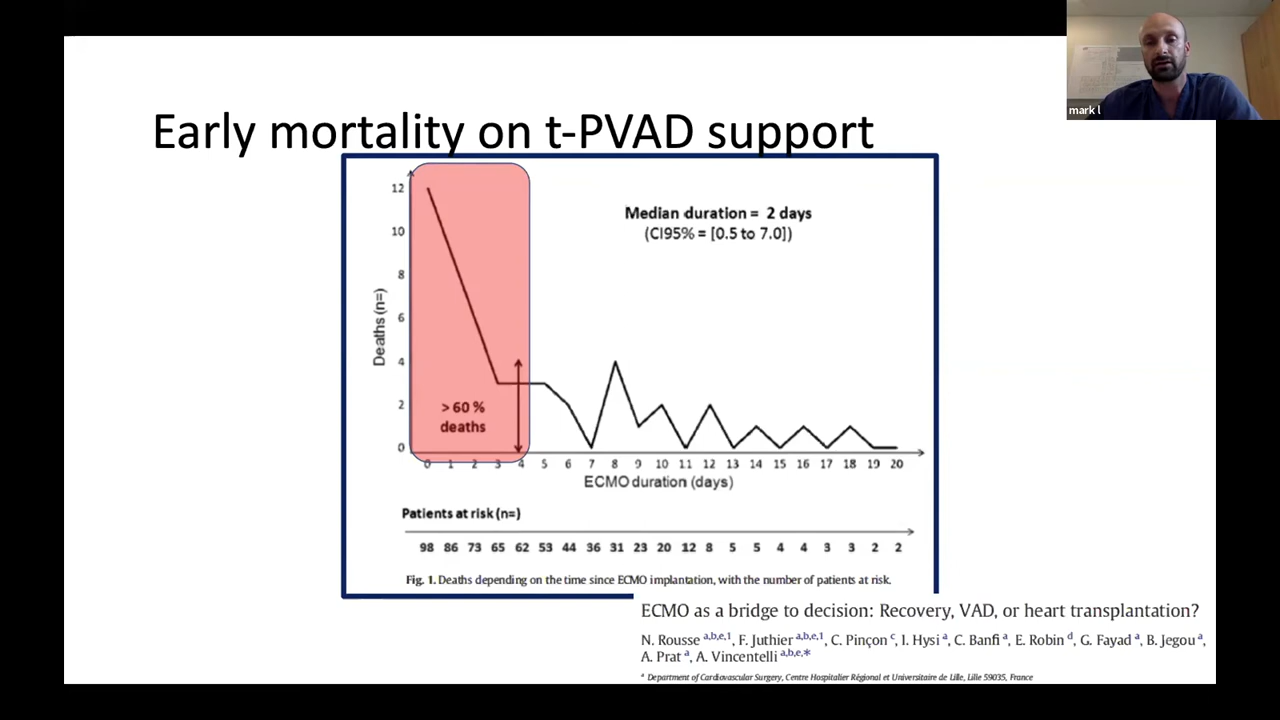 mark l
Early mortality on t-PVAD support
12
10
8
6
4
2
0
Deaths (n=)
Median duration = 2 days
(CI95% = [0.5 to 7.0])
> 60 %
deaths
0 1 2 3 4 5 6 7 8 9 10 11 12 13 14 15 16 17 18 19 20
ECMO duration (days)
Patients at risk (n=)
98 86 73 65 62 53 44 36 31 23 20 12 8 5 5 4 4 3 3 2 2
Fig. 1. Deaths depending on the time since ECMO implantation, with the number of patients at risk.
ECMO as a bridge to decision: Recovery, VAD, or heart transplantation?
N. Rousse a,b,e,1, F. Juthier a,b,e,1, C. Pinçon c, I. Hysi a, C. Banfi a, E. Robin d, G. Fayad a, B. Jegou a,
A. Prat a, A. Vincentelli a,b,e,*
a Department of Cardiovascular Surgery, Centre Hospitalier Régional et Universitaire de Lille, Lille 59035, France